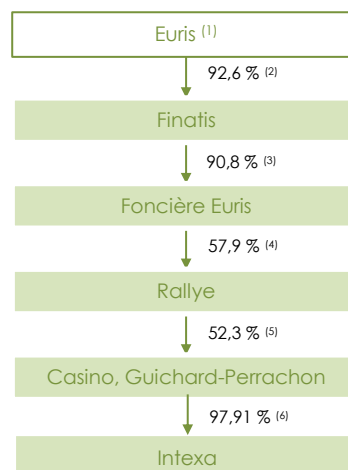 Euris (1)
92,6 % (2)
Finatis
90,8 % (3)
Foncière Euris
57,9 % (4)
Rallye
52,3 % (5)
Casino, Guichard-Perrachon
97,91 % (6)
Intexa